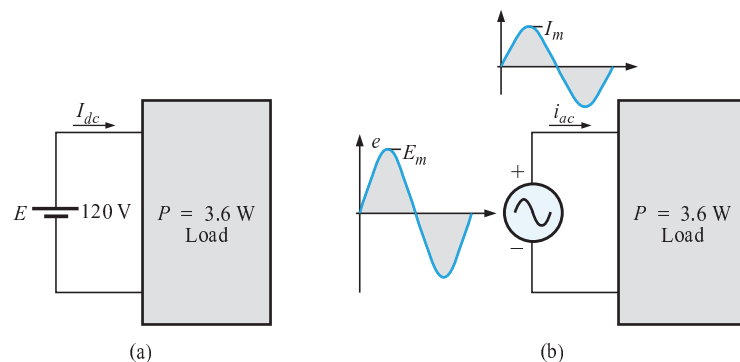 I_m
I_dc
i_ac
e
E_m
+
E 120 V
P = 3.6 W
Load
P = 3.6 W
Load
−
(a)
(b)